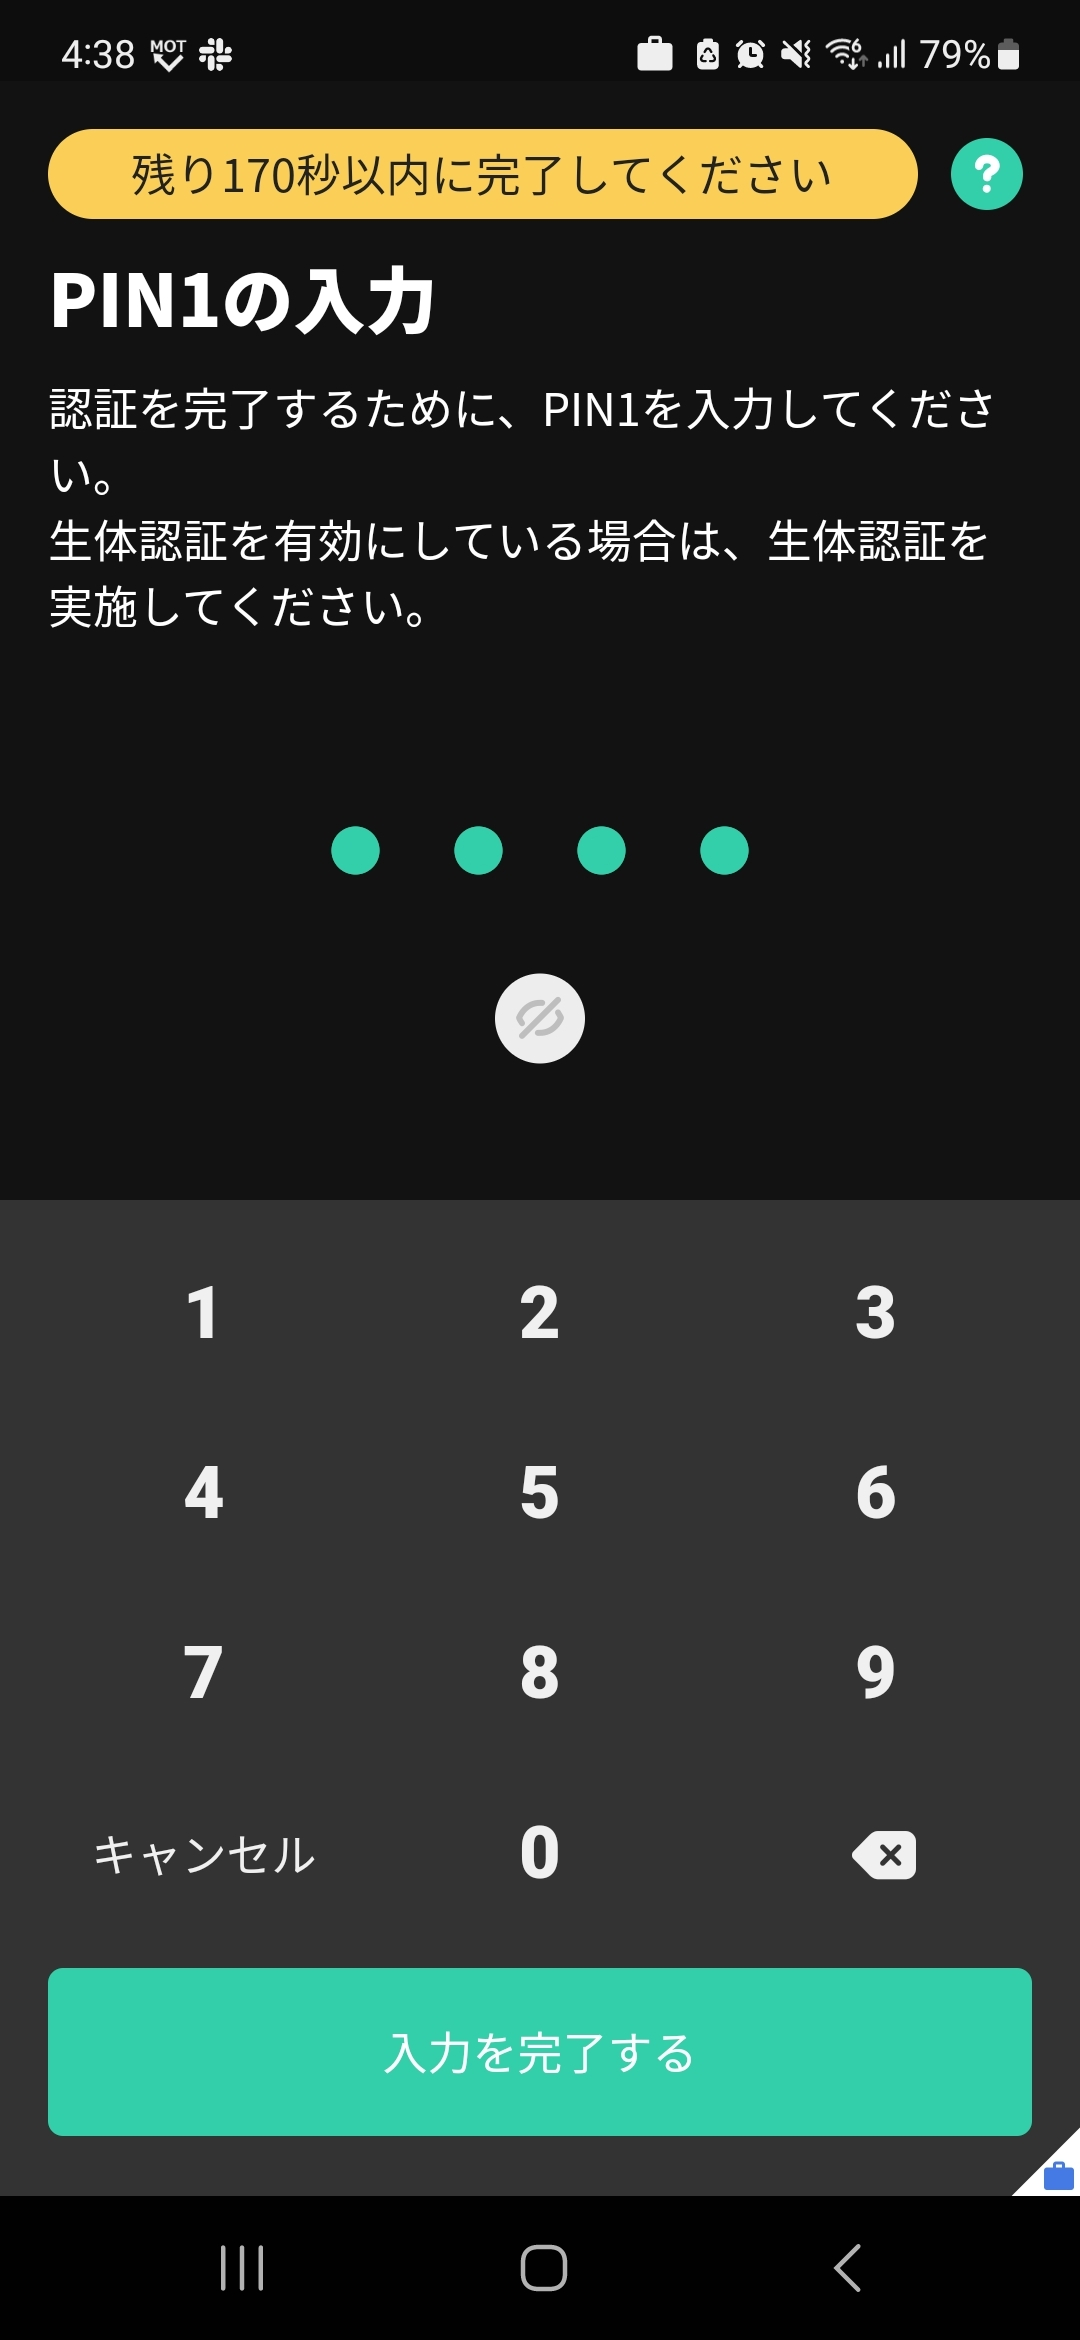 4:38 MOT 6 79%
残り170秒以内に完了してください
?
PIN1の入力
認証を完了するために、PIN1を入力してくださ
い。
生体認証を有効にしている場合は、生体認証を
実施してください。
1 2 3
4 5 6
7 8 9
キャンセル 0
入力を完了する